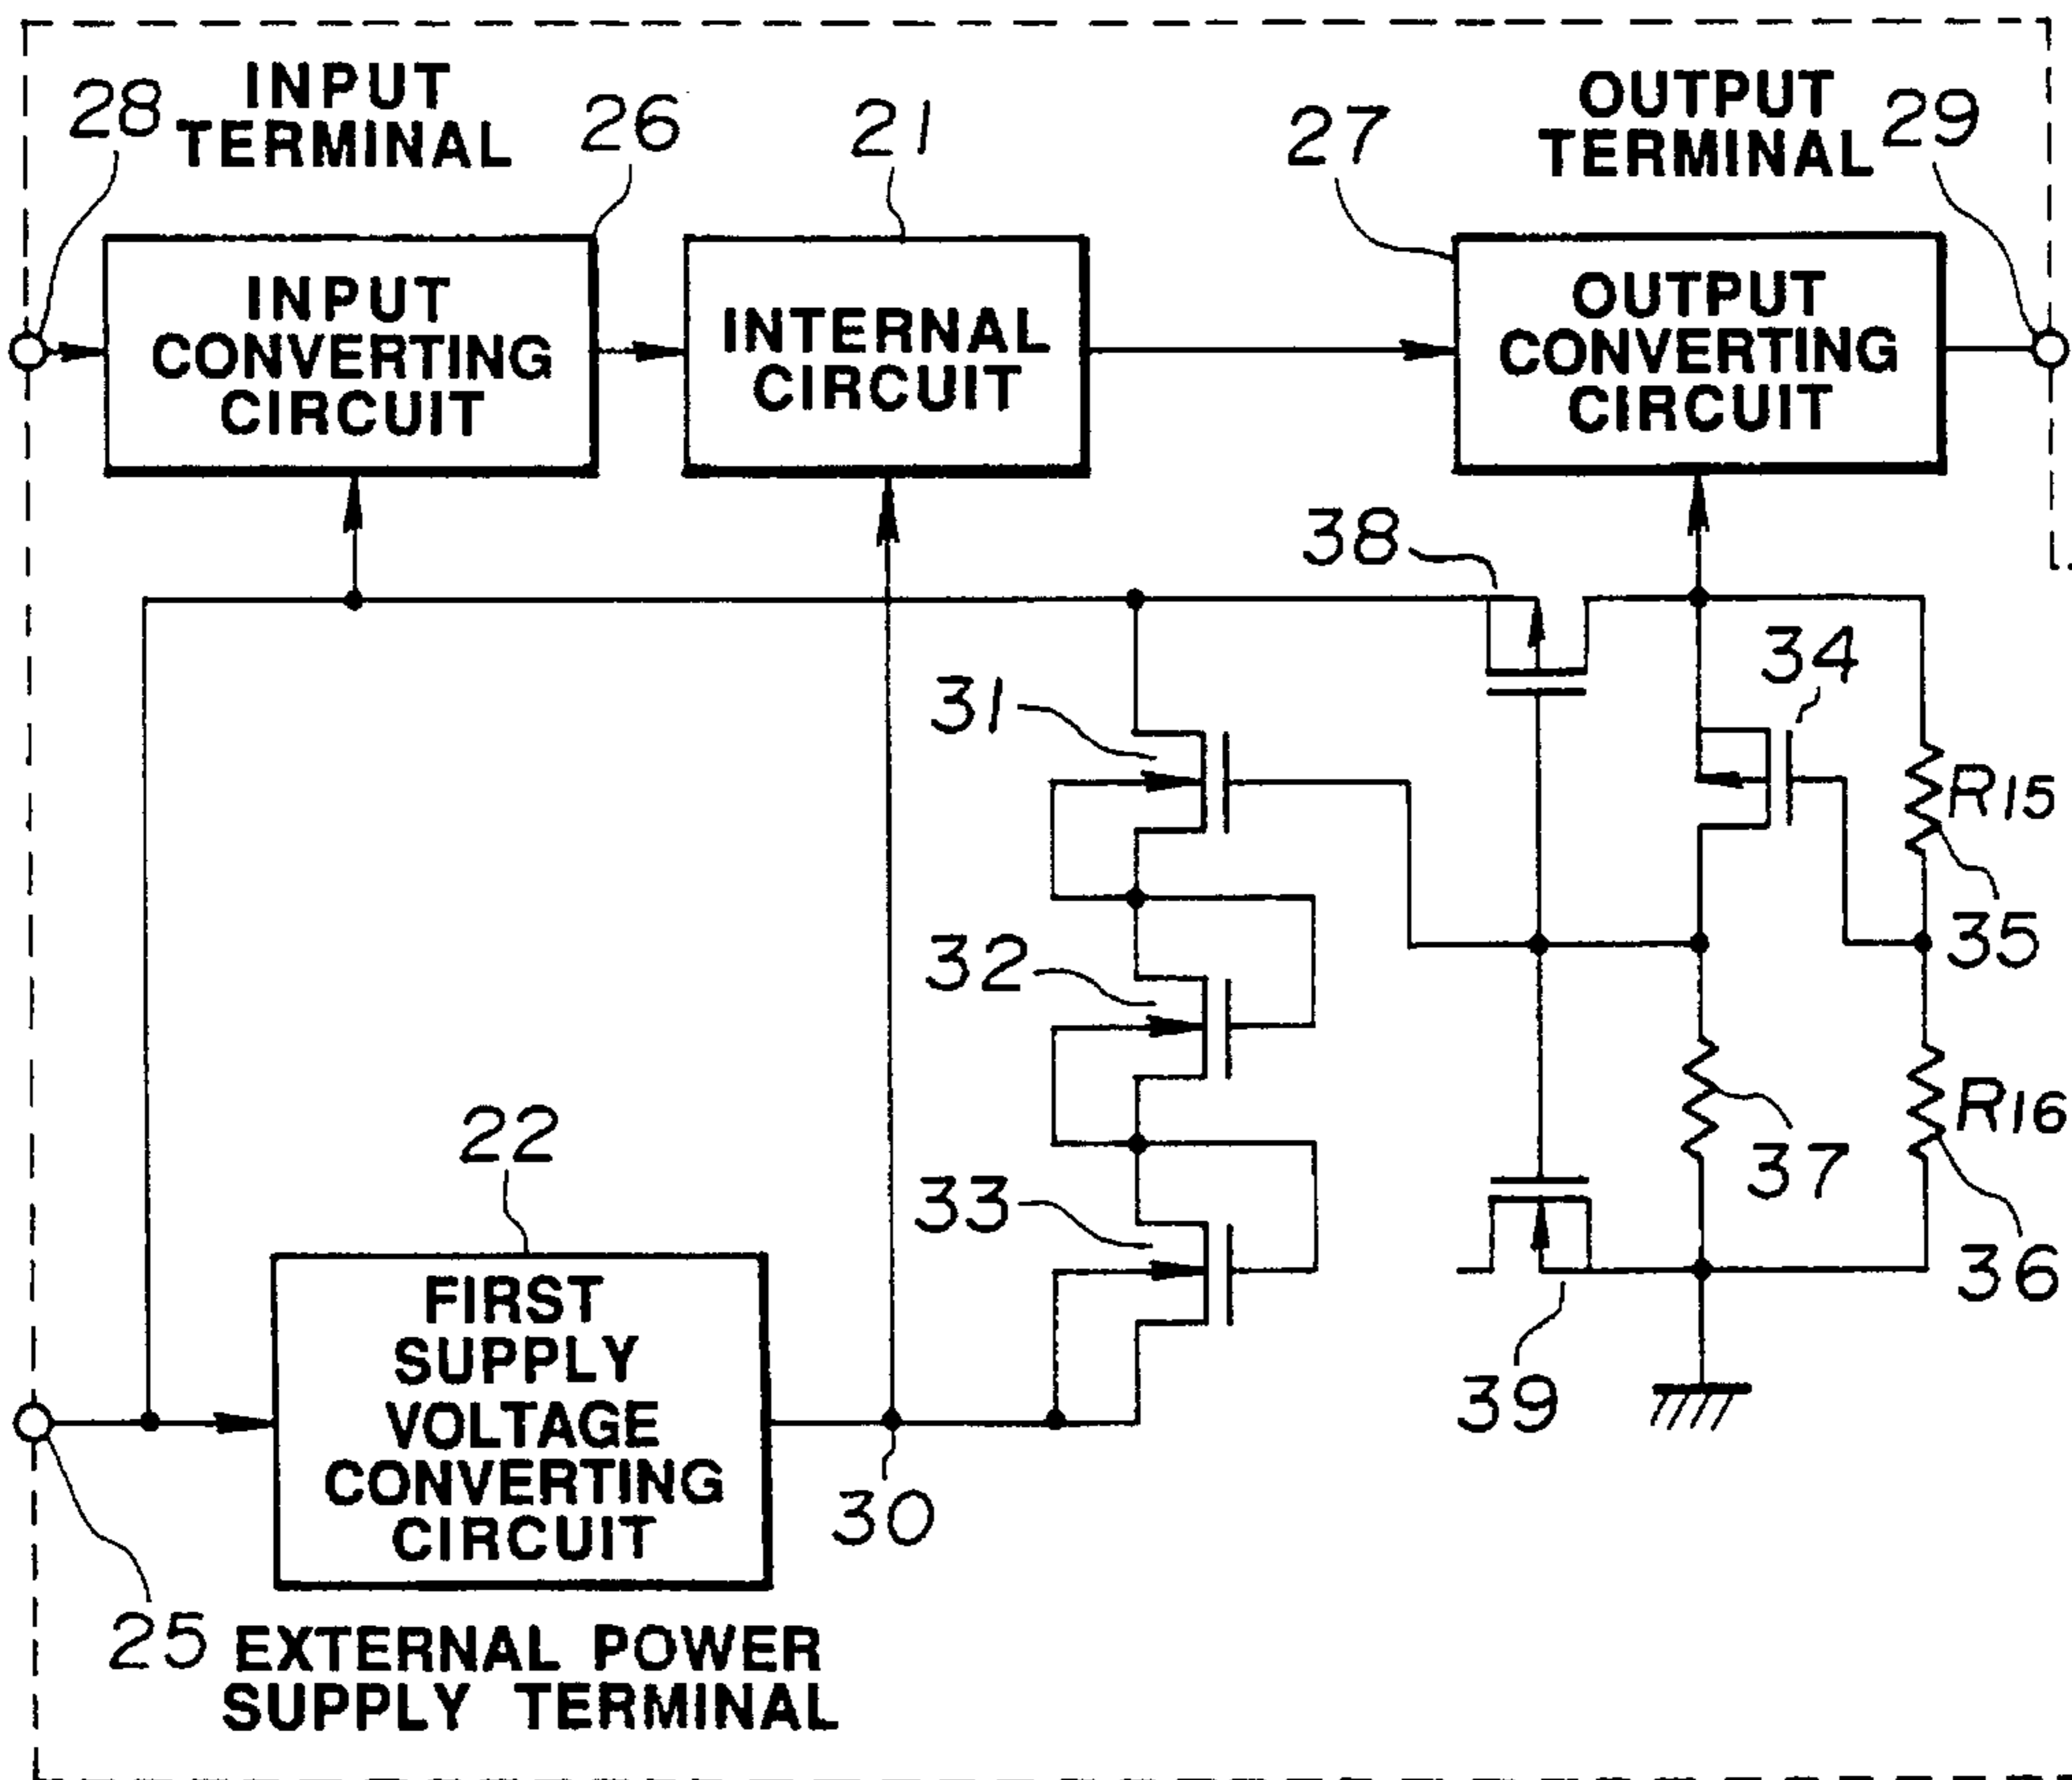 28
INPUT
TERMINAL
26
21
27
OUTPUT
TERMINAL
29
INPUT
CONVERTING
CIRCUIT
INTERNAL
CIRCUIT
OUTPUT
CONVERTING
CIRCUIT
38
34
31
R15
35
32
22
37
R16
33
36
FIRST
SUPPLY
VOLTAGE
CONVERTING
CIRCUIT
39
30
25
EXTERNAL POWER
SUPPLY TERMINAL